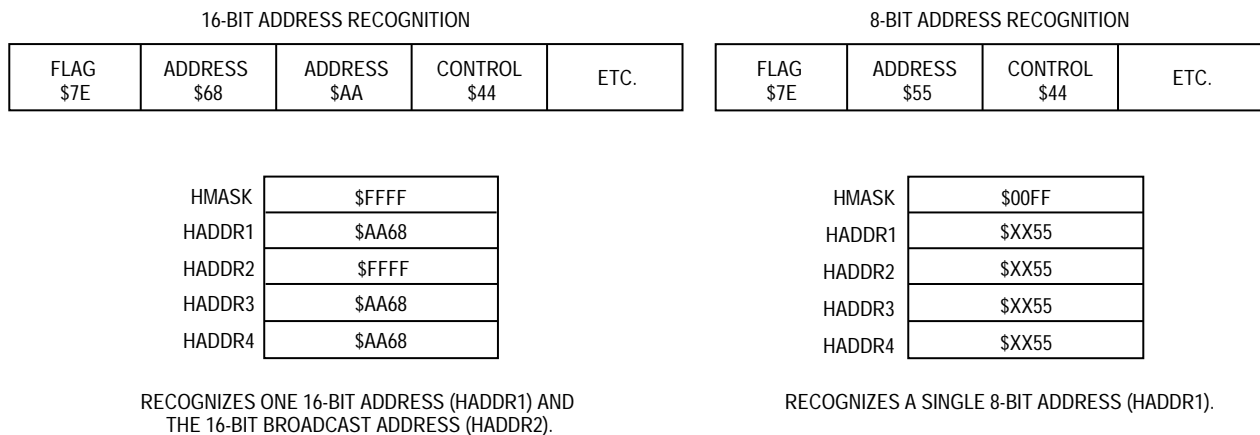 16-BIT ADDRESS RECOGNITION
FLAG
$7E
ADDRESS
$68
ADDRESS
$AA
CONTROL
$44
ETC.
HMASK $FFFF
HADDR1 $AA68
HADDR2 $FFFF
HADDR3 $AA68
HADDR4 $AA68
RECOGNIZES ONE 16-BIT ADDRESS (HADDR1) AND
THE 16-BIT BROADCAST ADDRESS (HADDR2).
8-BIT ADDRESS RECOGNITION
FLAG
$7E
ADDRESS
$55
CONTROL
$44
ETC.
HMASK $00FF
HADDR1 $XX55
HADDR2 $XX55
HADDR3 $XX55
HADDR4 $XX55
RECOGNIZES A SINGLE 8-BIT ADDRESS (HADDR1).